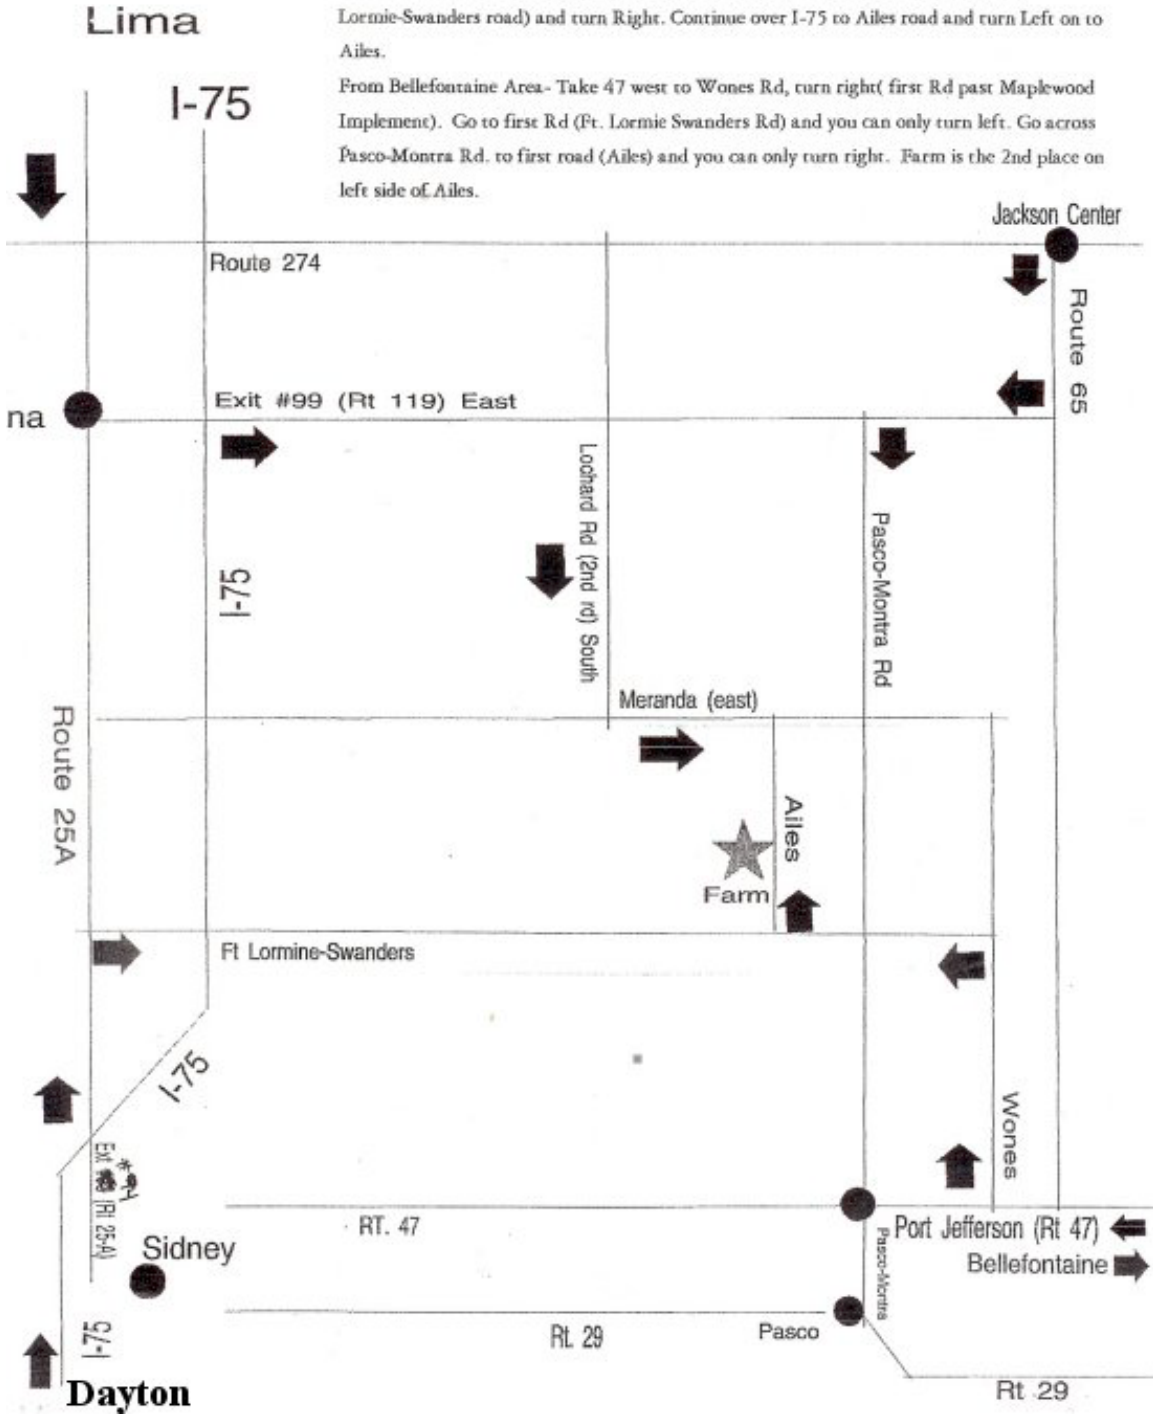 Lima
Lormie-Swanders road) and turn Right. Continue over I-75 to Ailes road and turn Left on to
Ailes.
I-75
From Bellefontaine Area- Take 47 west to Wones Rd, turn right( first Rd past Maplewood
Implement). Go to first Rd (Ft. Lormie Swanders Rd) and you can only turn left. Go across
Pasco-Montra Rd. to first road (Ailes) and you can only turn right. Farm is the 2nd place on
left side of Ailes.
Jackson Center
Route 274
Route 65
Exit #99 (Rt 119) East
na
Lochard Rd (2nd rd) South
Pasco-Montra Rd
I-75
Meranda (east)
Route 25A
Ailes
Farm
Ft Lormine-Swanders
I-75
Wones
Ext (Rt 25-A)
#94
RT. 47
Port Jefferson (Rt 47)
Sidney
Pasco-Montra
Bellefontaine
I-75
Rt. 29
Pasco
Dayton
Rt 29